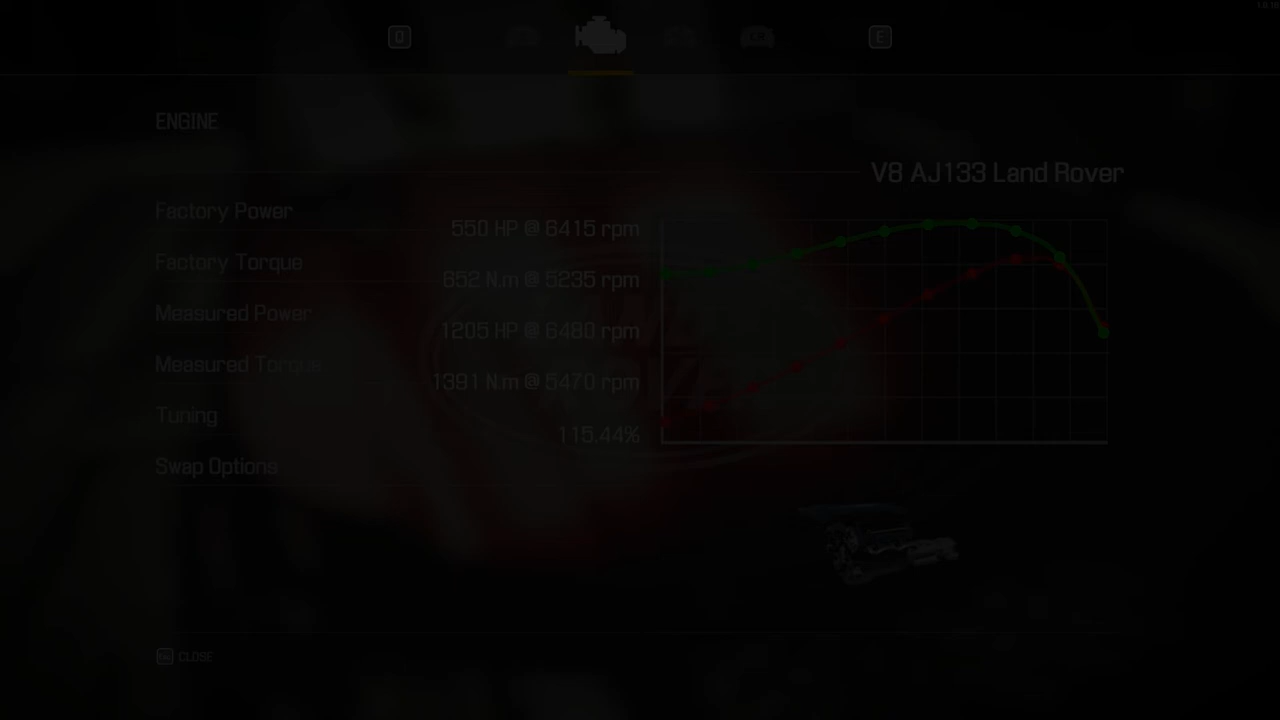 Q
E
ENGINE
V8 AJ133 Land Rover
Factory Power
550 HP @ 6415 rpm
Factory Torque
652 N.m @ 5235 rpm
Measured Power
1205 HP @ 6480 rpm
Measured Torque
1391 N.m @ 5470 rpm
Tuning
115.44%
Swap Options
CLOSE